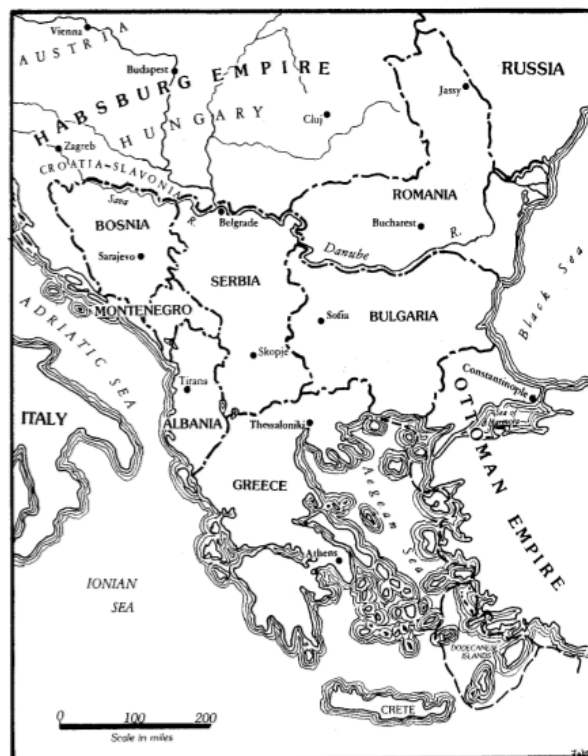 Vienna
AUSTRIA
Budapest
HABSBURG EMPIRE
HUNGARY
RUSSIA
Jassy
Cluj
Zagreb
CROATIA-SLAVONIA
Sava
R.
ROMANIA
BOSNIA
Belgrade
Bucharest
Danube
R.
Sarajevo
SERBIA
Black Sea
ADRIATIC SEA
MONTENEGRO
Sofia
BULGARIA
Skopje
Constantinople
Tirana
Sea of
ITALY
ALBANIA
Thessaloniki
OTTOMAN EMPIRE
GREECE
Aegean Sea
Athens
IONIAN
SEA
DODECANESE
ISLANDS
CRETE
0 100 200
Scale in miles